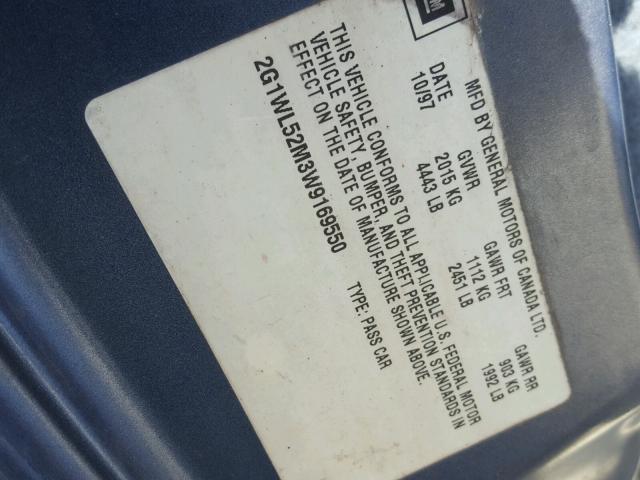 GM
MFD BY GENERAL MOTORS OF CANADA LTD.
DATE GVWR GAWR FRT GAWR RR
10/97 2015 KG 1112 KG 903 KG
4443 LB 2451 LB 1992 LB
THIS VEHICLE CONFORMS TO ALL APPLICABLE U.S. FEDERAL MOTOR
VEHICLE SAFETY, BUMPER, AND THEFT PREVENTION STANDARDS IN
EFFECT ON THE DATE OF MANUFACTURE SHOWN ABOVE.
2G1WL52M3W9169550 TYPE: PASS CAR